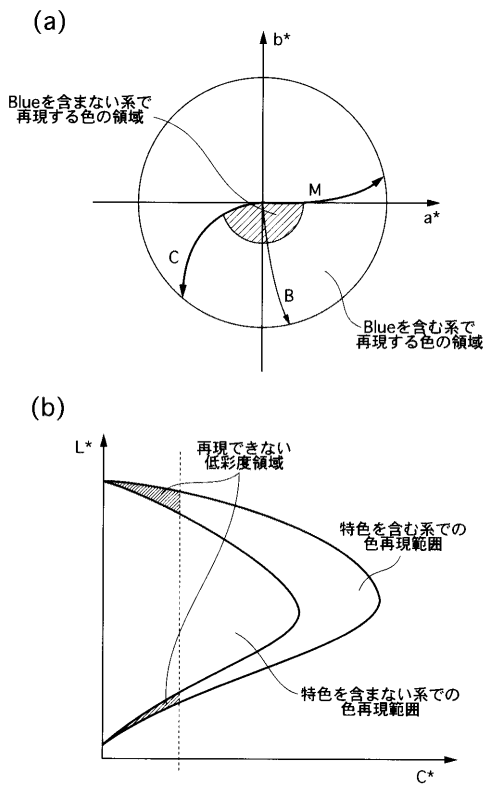 (a)
b*
Blueを含まない系で
再現する色の領域
M
a*
C
B
Blueを含む系で
再現する色の領域
(b)
L*
再現できない
低彩度領域
特色を含む系での
色再現範囲
特色を含まない系での
色再現範囲
C*